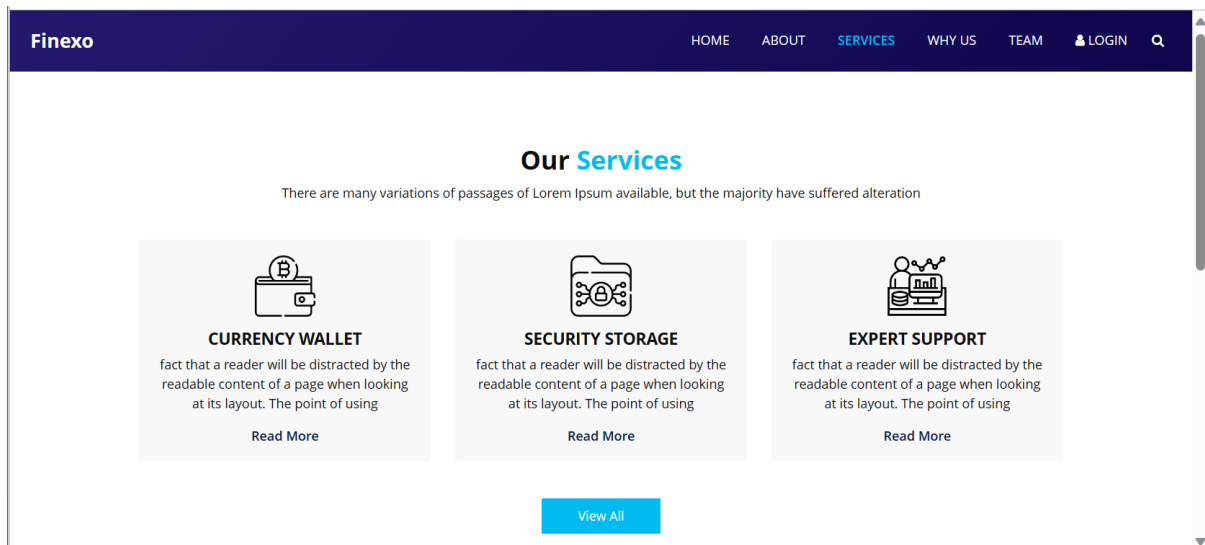 Finexo
HOME ABOUT SERVICES WHY US TEAM LOGIN
Our Services
There are many variations of passages of Lorem Ipsum available, but the majority have suffered alteration
CURRENCY WALLET
fact that a reader will be distracted by the
readable content of a page when looking
at its layout. The point of using
Read More
SECURITY STORAGE
fact that a reader will be distracted by the
readable content of a page when looking
at its layout. The point of using
Read More
EXPERT SUPPORT
fact that a reader will be distracted by the
readable content of a page when looking
at its layout. The point of using
Read More
View All